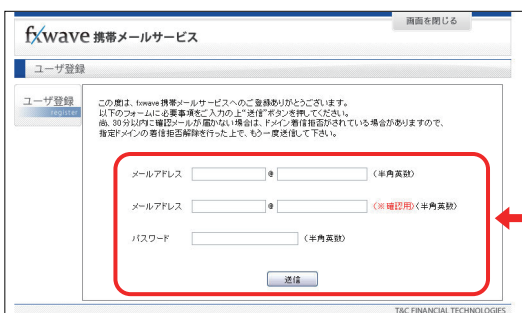 画面を閉じる
fxwave 携帯メールサービス
ユーザ登録
ユーザ登録
register
この度は、fxwave 携帯メールサービスへのご登録ありがとうございます。
以下のフォームに必要事項をご入力の上"送信"ボタンを押してください。
尚、30分以内に確認メールが届かない場合は、ドメイン着信拒否がされている場合がありますので、
指定ドメインの着信拒否解除を行った上で、もう一度送信して下さい。
メールアドレス @ (半角英数)
メールアドレス @ (※確認用)(半角英数)
パスワード (半角英数)
送信
T&C FINANCIAL TECHNOLOGIES